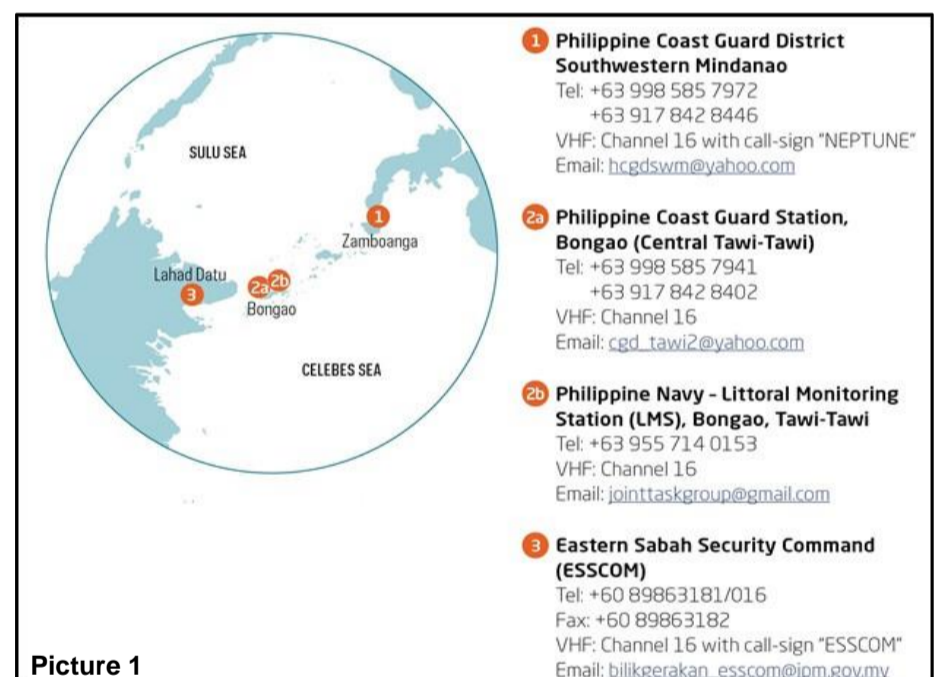 SULU SEA
1
Zamboanga
Lahad Datu
3
2a
2b
Bongao
CELEBES SEA
1 Philippine Coast Guard District
Southwestern Mindanao
Tel: +63 998 585 7972
+63 917 842 8446
VHF: Channel 16 with call-sign “NEPTUNE”
Email: hcgdswm@yahoo.com
2a Philippine Coast Guard Station,
Bongao (Central Tawi-Tawi)
Tel: +63 998 585 7941
+63 917 842 8402
VHF: Channel 16
Email: cgd_tawi2@yahoo.com
2b Philippine Navy – Littoral Monitoring
Station (LMS), Bongao, Tawi-Tawi
Tel: +63 955 714 0153
VHF: Channel 16
Email: jointtaskgroup@gmail.com
3 Eastern Sabah Security Command
(ESSCOM)
Tel: +60 89863181/016
Fax: +60 89863182
VHF: Channel 16 with call-sign “ESSCOM”
Email: bilikgerakan_esscom@jpm.gov.my
Picture 1